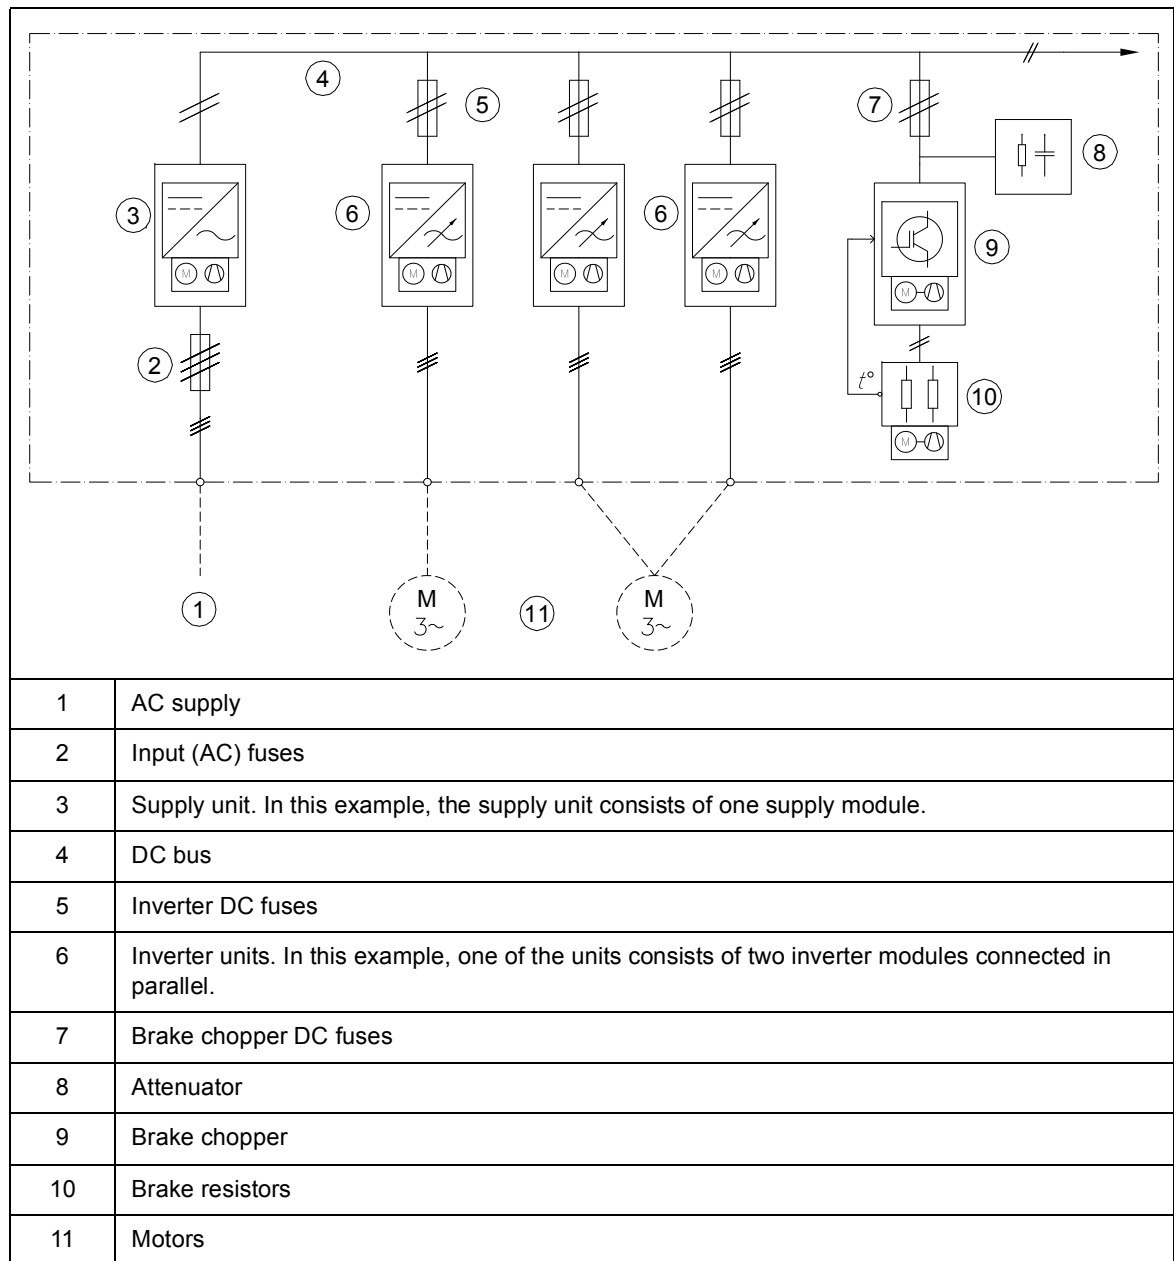 4
5
7
8
3
6
6
9
M
M
M
M
M
2
t°
10
M
1
M
3~
11
M
3~
1 AC supply
2 Input (AC) fuses
3 Supply unit. In this example, the supply unit consists of one supply module.
4 DC bus
5 Inverter DC fuses
6 Inverter units. In this example, one of the units consists of two inverter modules connected in
parallel.
7 Brake chopper DC fuses
8 Attenuator
9 Brake chopper
10 Brake resistors
11 Motors